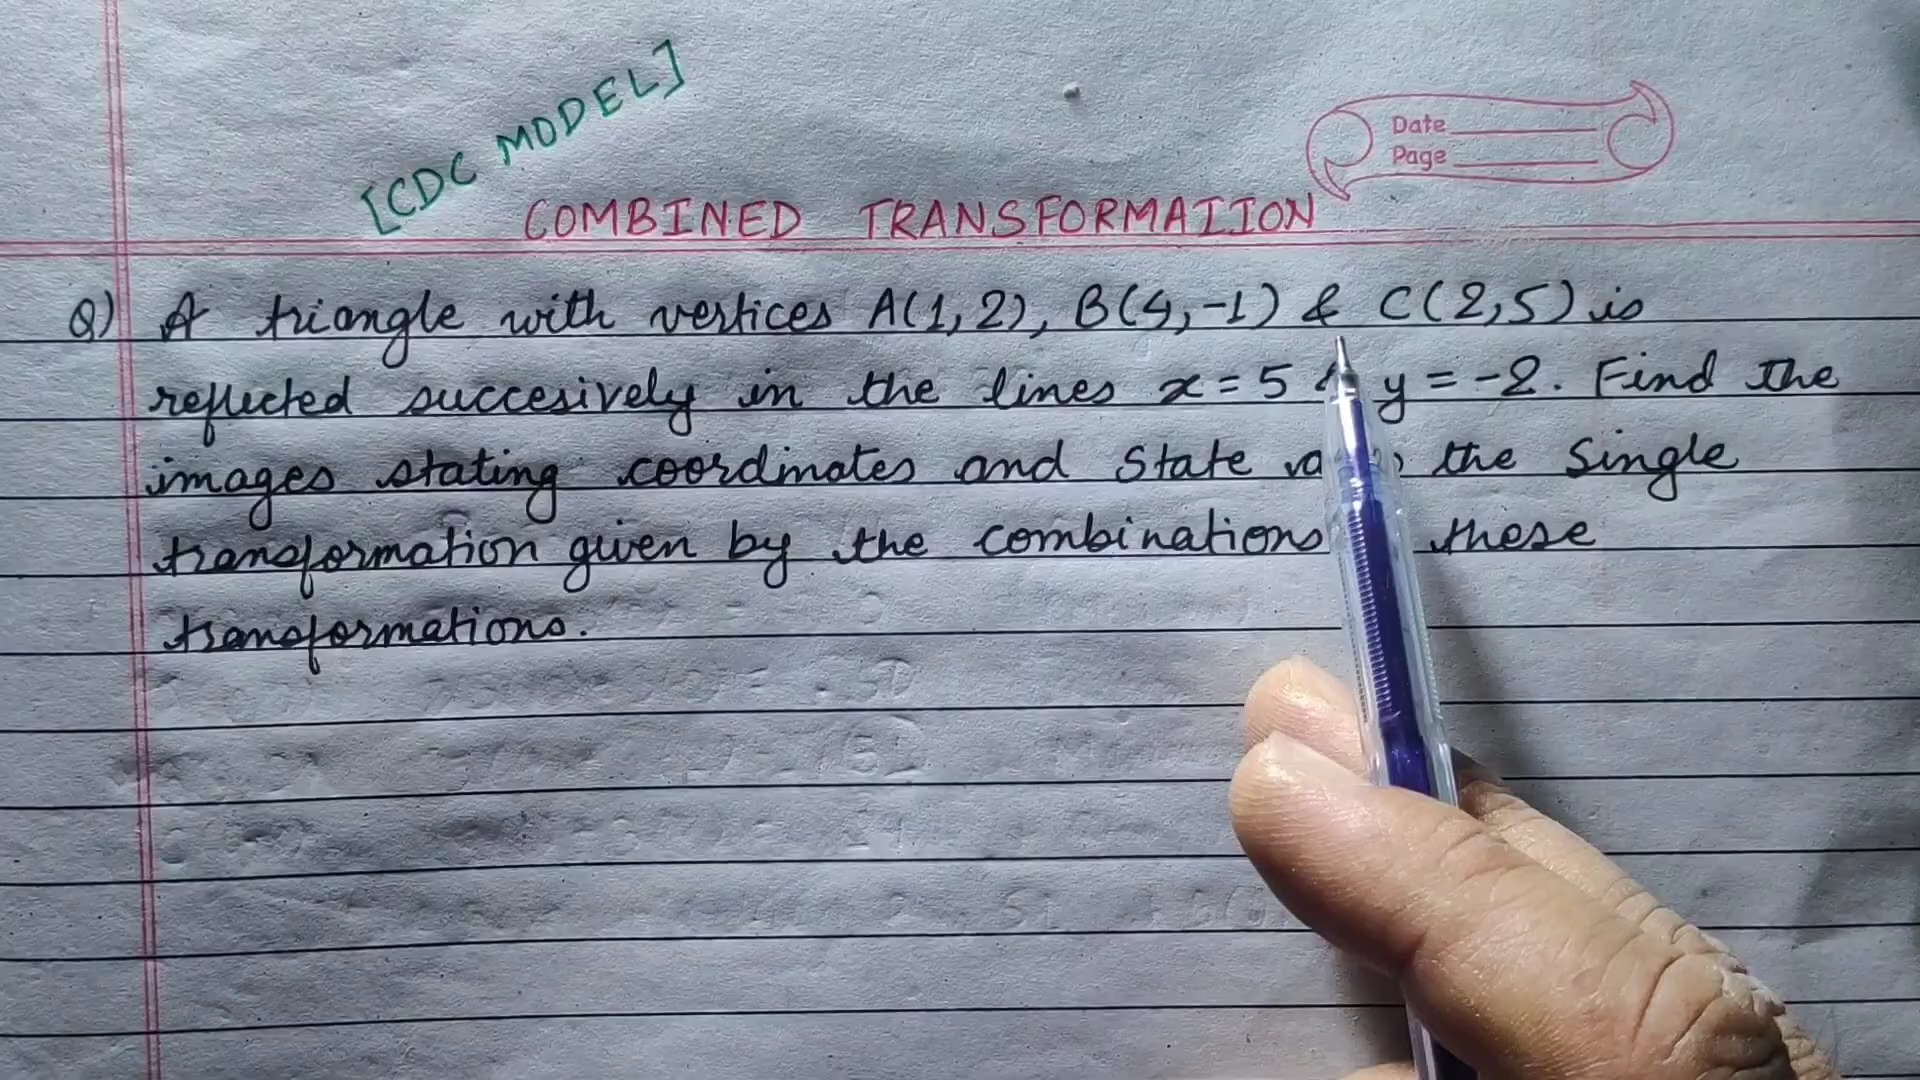 [CDC MODEL]
Date
Page
COMBINED TRANSFORMATION
Q) A triangle with vertices A(1,2), B(4,-1) & C(2,5) is
reflected succesively in the lines x = 5 y = -2. Find the
images stating coordinates and state the single
transformation given by the combinations these
transformations.